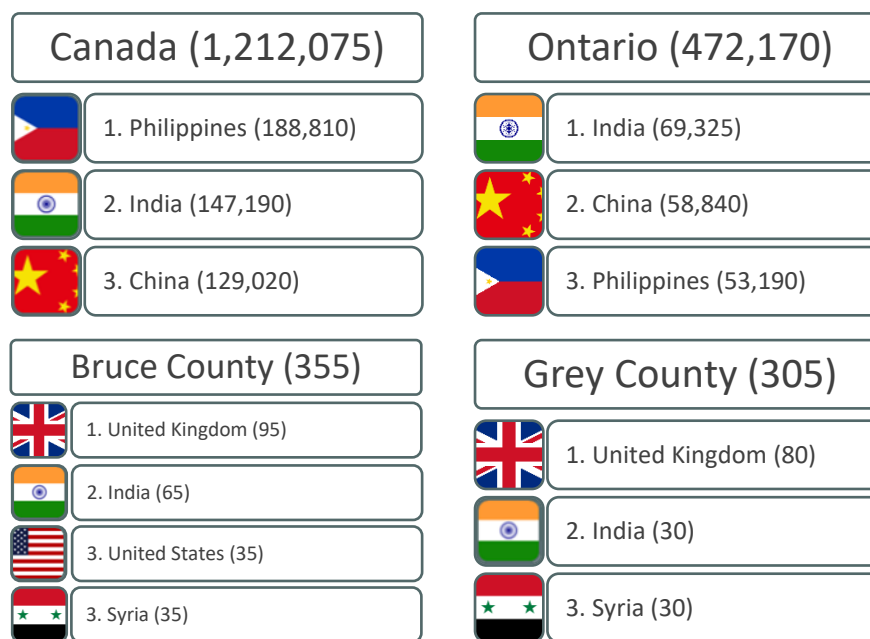 Canada (1,212,075)
1. Philippines (188,810)
2. India (147,190)
3. China (129,020)
Ontario (472,170)
1. India (69,325)
2. China (58,840)
3. Philippines (53,190)
Bruce County (355)
1. United Kingdom (95)
2. India (65)
3. United States (35)
3. Syria (35)
Grey County (305)
1. United Kingdom (80)
2. India (30)
3. Syria (30)